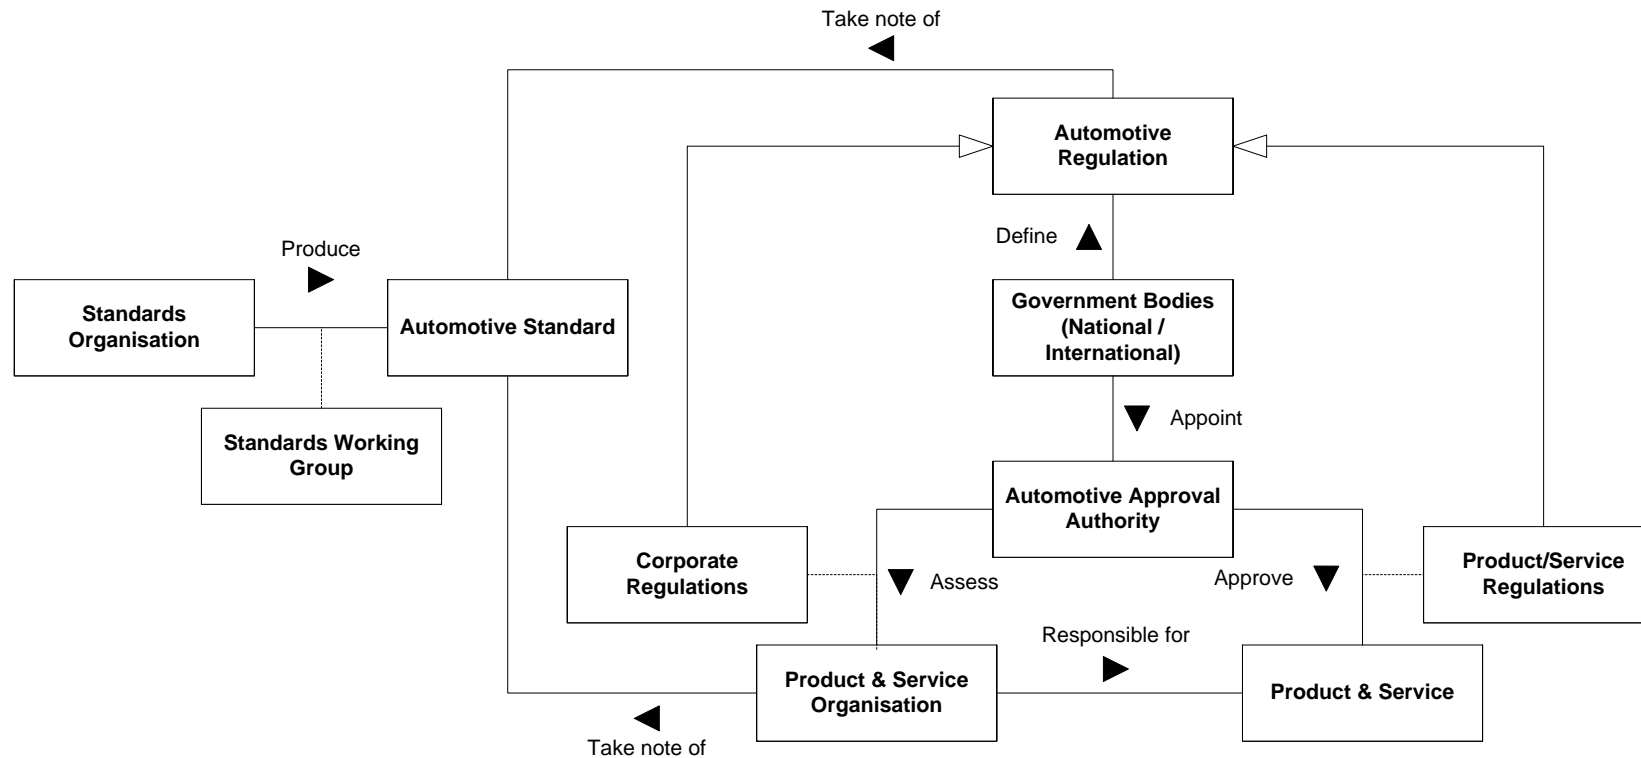 Take note of
Automotive
Regulation
Define
Produce
Standards
Organisation
Automotive Standard
Government Bodies
(National /
International)
Standards Working
Group
Appoint
Automotive Approval
Authority
Corporate
Regulations
Assess
Approve
Product/Service
Regulations
Responsible for
Product & Service
Organisation
Product & Service
Take note of